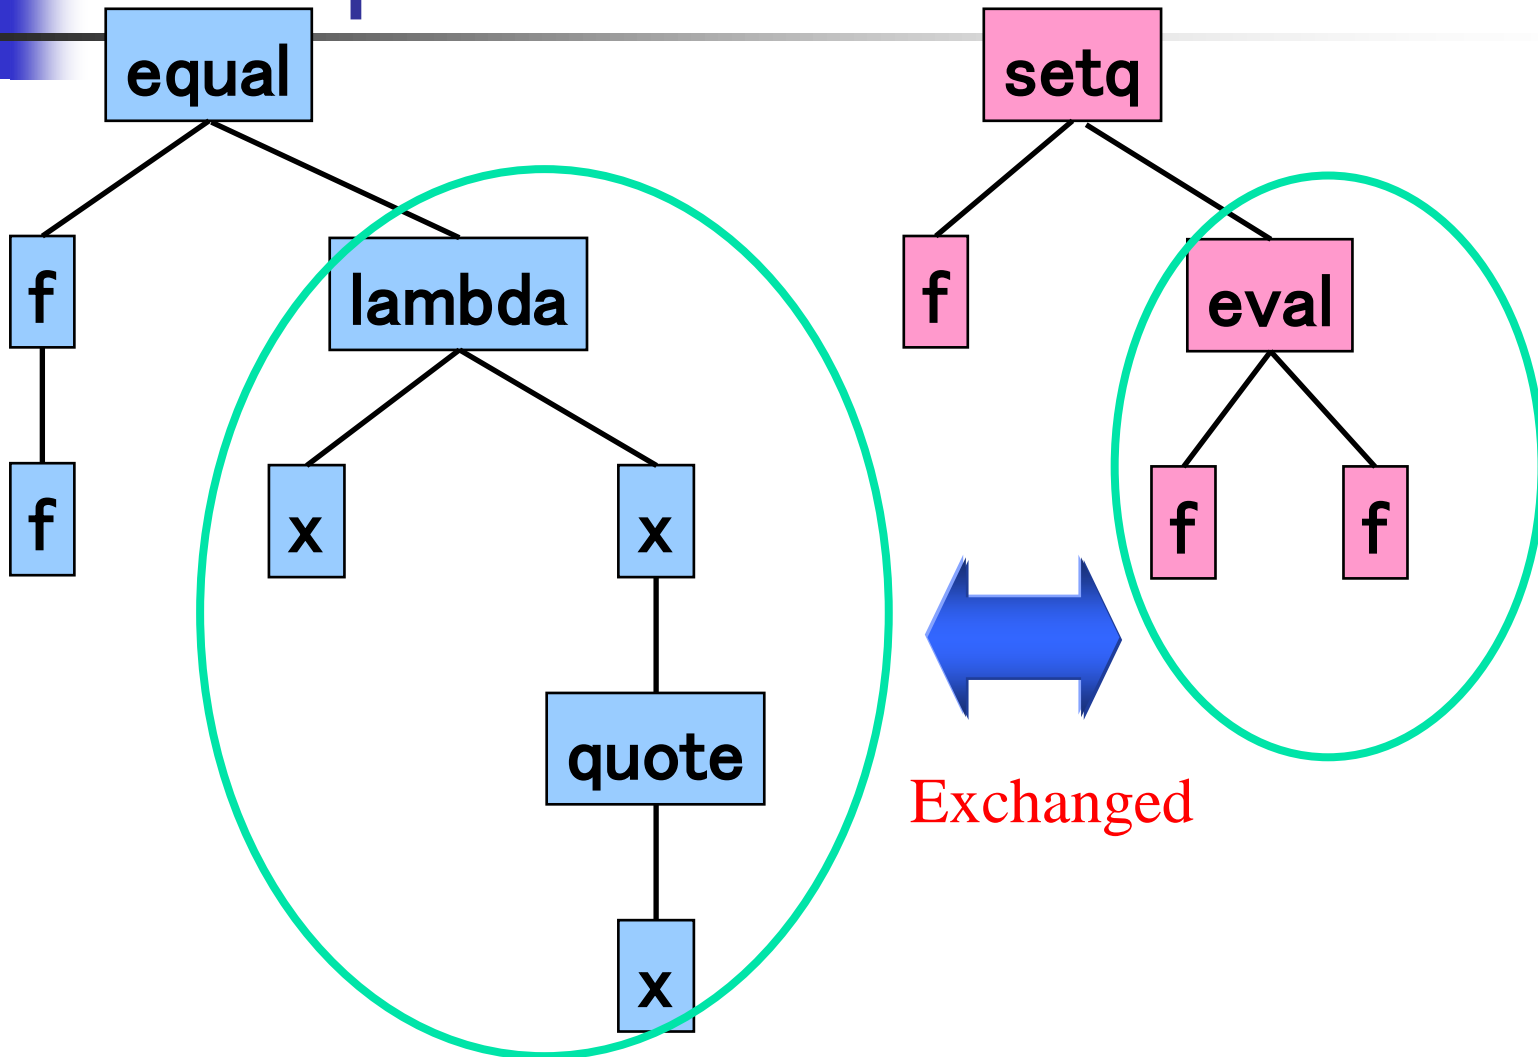 equal
setq
f
lambda
f
eval
f
x
x
f
f
quote
Exchanged
x